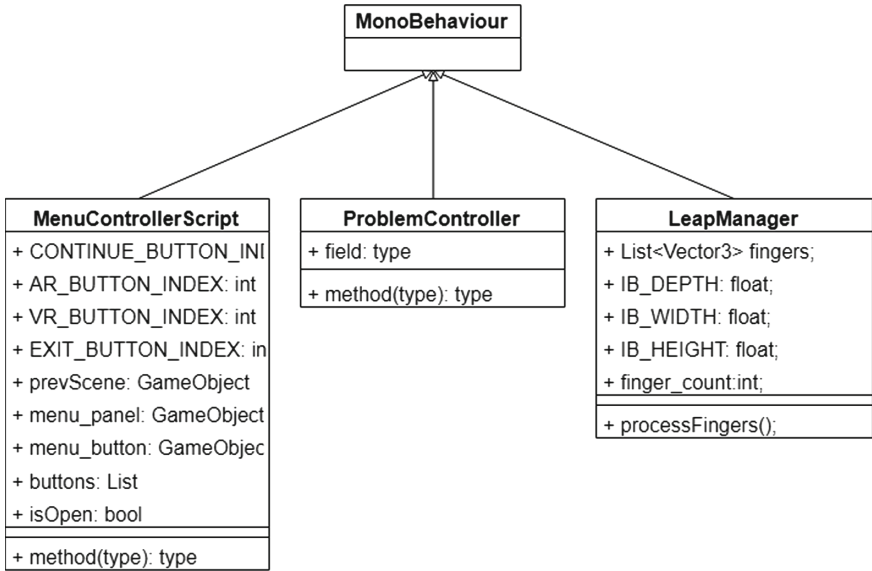 MonoBehaviour
MenuControllerScript
+ CONTINUE_BUTTON_IND
+ AR_BUTTON_INDEX: int
+ VR_BUTTON_INDEX: int
+ EXIT_BUTTON_INDEX: in
+ prevScene: GameObject
+ menu_panel: GameObject
+ menu_button: GameObjec
+ buttons: List
+ isOpen: bool
+ method(type): type
ProblemController
+ field: type
+ method(type): type
LeapManager
+ List<Vector3> fingers;
+ IB_DEPTH: float;
+ IB_WIDTH: float;
+ IB_HEIGHT: float;
+ finger_count:int;
+ processFingers();